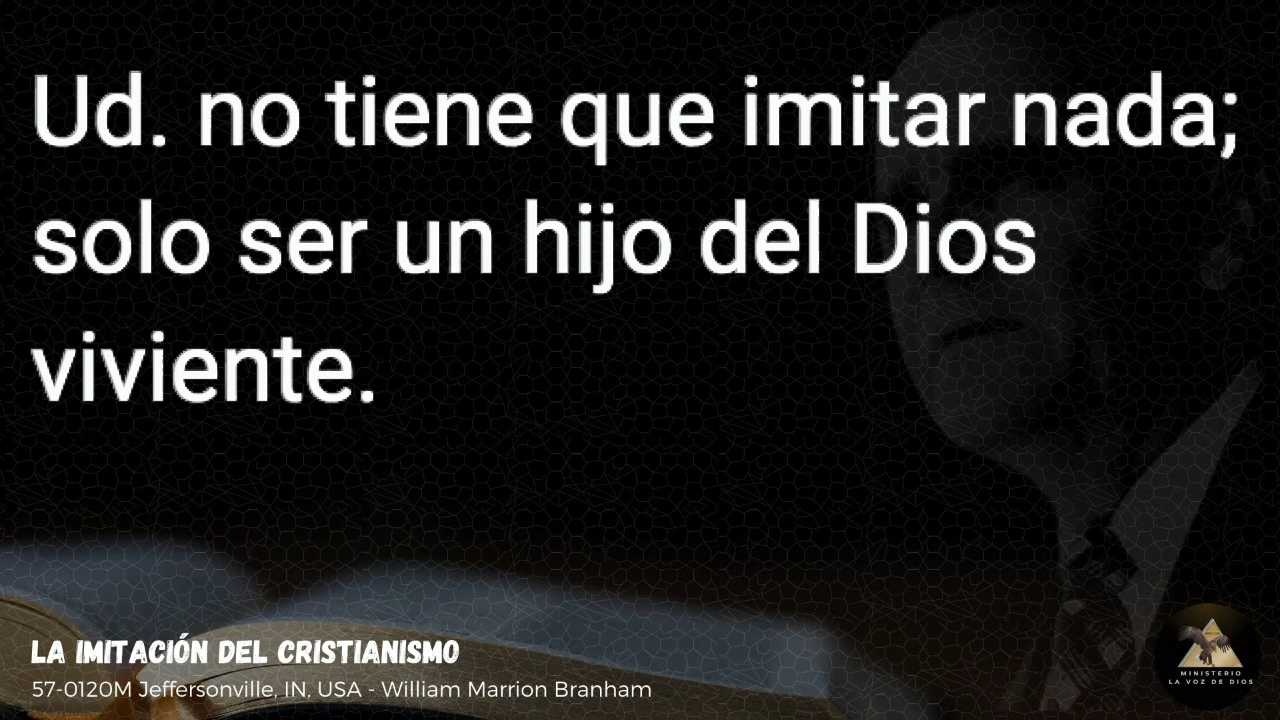 Ud. no tiene que imitar nada;
solo ser un hijo del Dios
viviente.
LA IMITACIÓN DEL CRISTIANISMO
57-0120M Jeffersonville, IN, USA - William Marrion Branham
MINISTERIO
LA VOZ DE DIOS